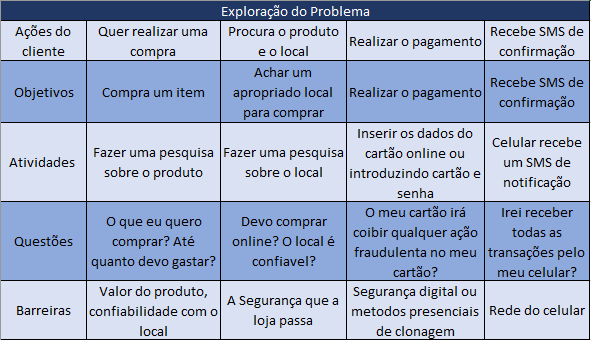 Exploração do Problema
Ações do
cliente
Quer realizar uma
compra
Procura o produto
e o local
Realizar o pagamento
Recebe SMS de
confirmação
Objetivos
Compra um item
Achar um
apropriado local
para comprar
Realizar o pagamento
Recebe SMS de
confirmação
Atividades
Fazer uma pesquisa
sobre o produto
Fazer uma pesquisa
sobre o local
Inserir os dados do
cartão online ou
introduzindo cartão e
senha
Celular recebe
um SMS de
notificação
Questões
O que eu quero
comprar? Até
quanto devo gastar?
Devo comprar
online? O local é
confiavel?
O meu cartão irá
coibir qualquer ação
fraudulenta no meu
cartão?
Irei receber
todas as
transações pelo
meu celular?
Barreiras
Valor do produto,
confiabilidade com o
local
A Segurança que a
loja passa
Segurança digital ou
metodos presenciais
de clonagem
Rede do celular